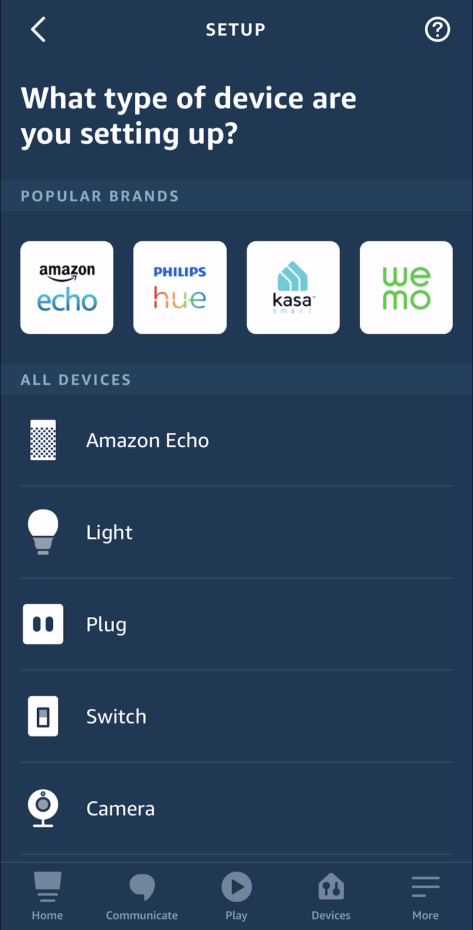 SETUP
What type of device are
you setting up?
POPULAR BRANDS
amazon
echo
PHILIPS
hue
kasa
smart
we
mo
ALL DEVICES
Amazon Echo
Light
Plug
Switch
Camera
Home
Communicate
Play
Devices
More